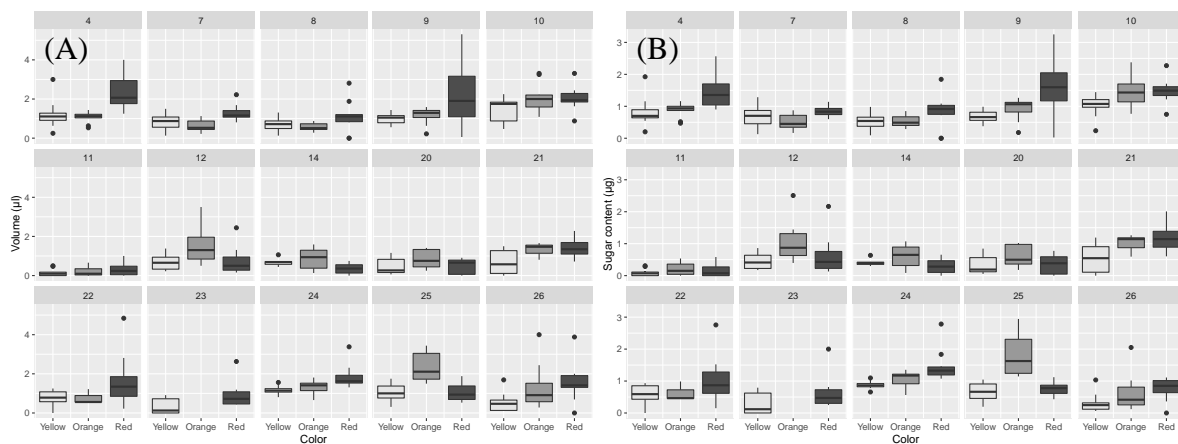 (A)
4 7 8 9 10
4
2
0
11 12 14 20 21
4
2
0
22 23 24 25 26
4
2
0
Volume (µl)
Yellow Orange Red Yellow Orange Red Yellow Orange Red Yellow Orange Red Yellow Orange Red
Color
(B)
4 7 8 9 10
3
2
1
0
11 12 14 20 21
3
2
1
0
22 23 24 25 26
3
2
1
0
Sugar content (µg)
Yellow Orange Red Yellow Orange Red Yellow Orange Red Yellow Orange Red Yellow Orange Red
Color